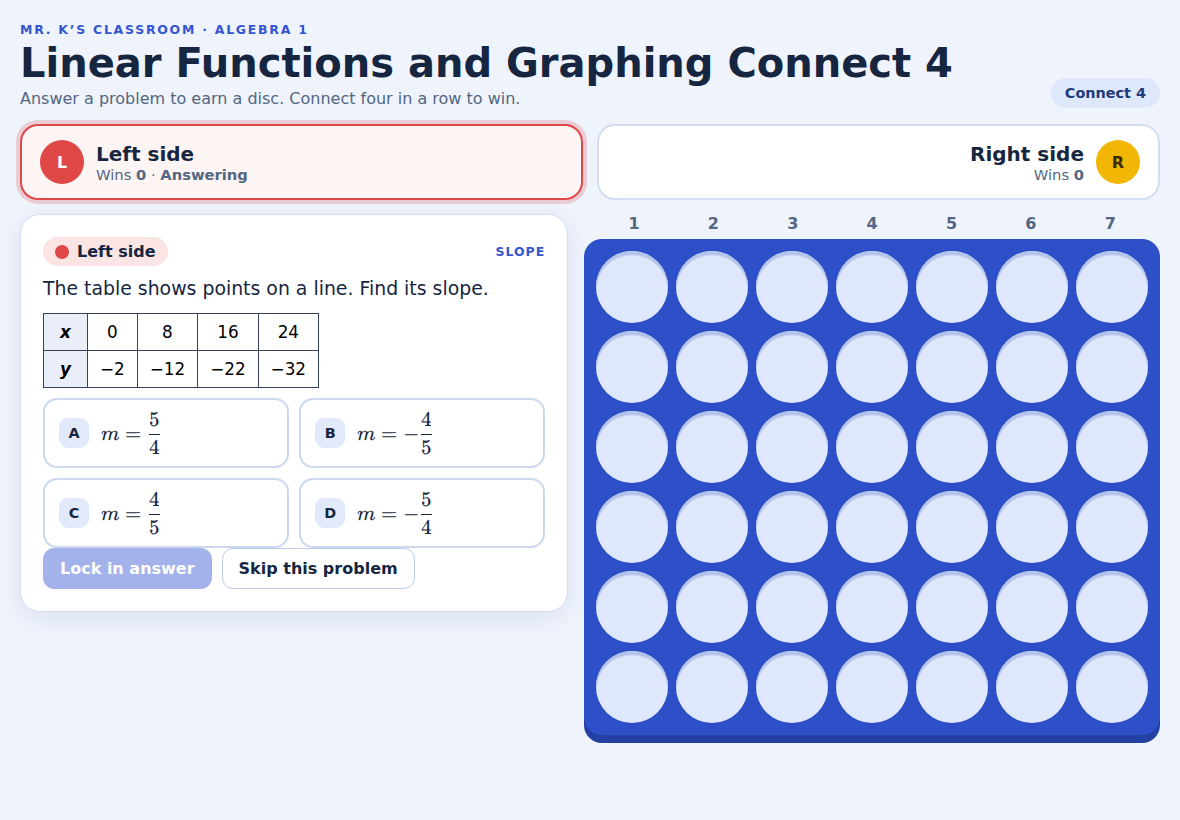 MR. K'S CLASSROOM · ALGEBRA 1
Linear Functions and Graphing Connect 4
Answer a problem to earn a disc. Connect four in a row to win.
Connect 4
L
Left side
Wins 0 · Answering
Right side
Wins 0
R
Left side
SLOPE
The table shows points on a line. Find its slope.
x 0 8 16 24
y −2 −12 −22 −32
A m = 5/4
B m = −4/5
C m = 4/5
D m = −5/4
Lock in answer
Skip this problem
1 2 3 4 5 6 7